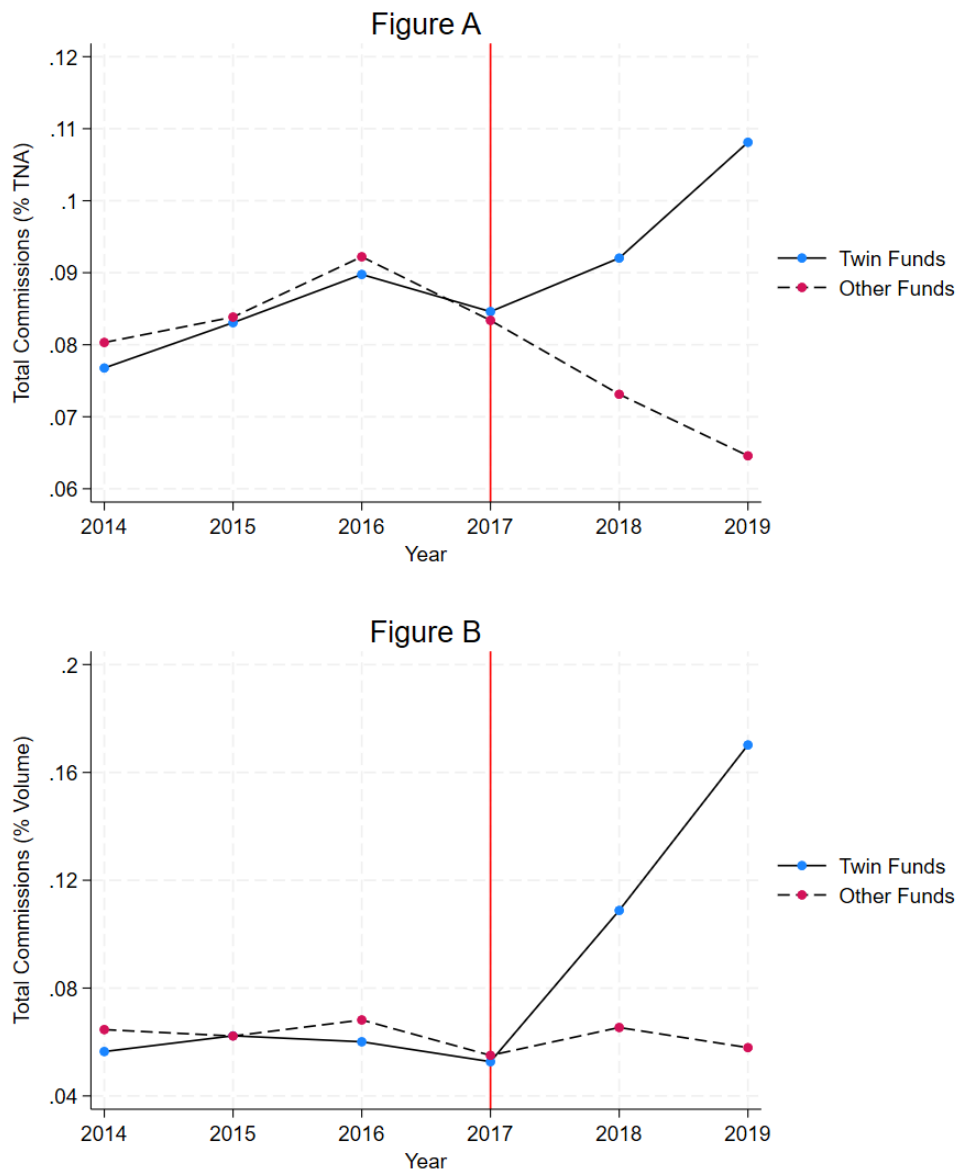 Figure A
Total Commissions (% TNA)
.12
.11
.1
.09
.08
.07
.06
2014 2015 2016 2017 2018 2019
Year
Twin Funds
Other Funds
Figure B
Total Commissions (% Volume)
.2
.16
.12
.08
.04
2014 2015 2016 2017 2018 2019
Year
Twin Funds
Other Funds